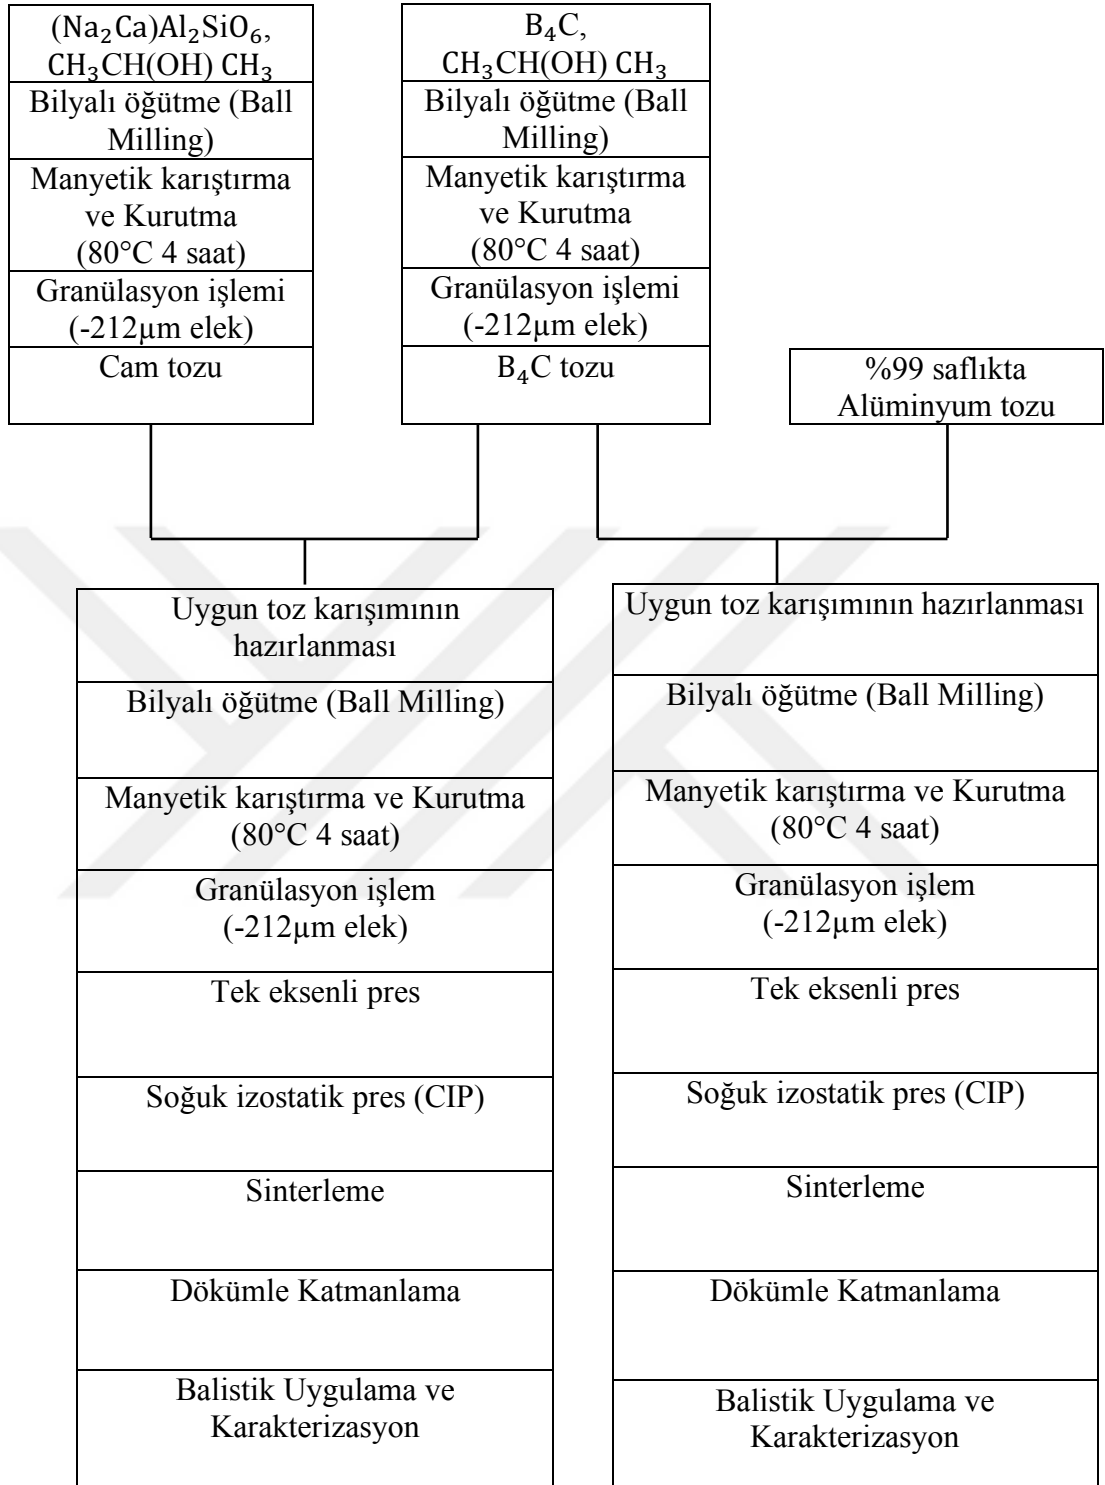 (Na₂Ca)Al₂SiO₆,
CH₃CH(OH) CH₃
Bilyalı öğütme (Ball
Milling)
Manyetik karıştırma
ve Kurutma
(80°C 4 saat)
Granülasyon işlemi
(-212µm elek)
Cam tozu
B₄C,
CH₃CH(OH) CH₃
Bilyalı öğütme (Ball
Milling)
Manyetik karıştırma
ve Kurutma
(80°C 4 saat)
Granülasyon işlemi
(-212µm elek)
B₄C tozu
%99 saflıkta
Alüminyum tozu
Uygun toz karışımının
hazırlanması
Bilyalı öğütme (Ball Milling)
Manyetik karıştırma ve Kurutma
(80°C 4 saat)
Granülasyon işlem
(-212µm elek)
Tek eksenli pres
Soğuk izostatik pres (CIP)
Sinterleme
Dökümle Katmanlama
Balistik Uygulama ve
Karakterizasyon
Uygun toz karışımının hazırlanması
Bilyalı öğütme (Ball Milling)
Manyetik karıştırma ve Kurutma
(80°C 4 saat)
Granülasyon işlem
(-212µm elek)
Tek eksenli pres
Soğuk izostatik pres (CIP)
Sinterleme
Dökümle Katmanlama
Balistik Uygulama ve
Karakterizasyon